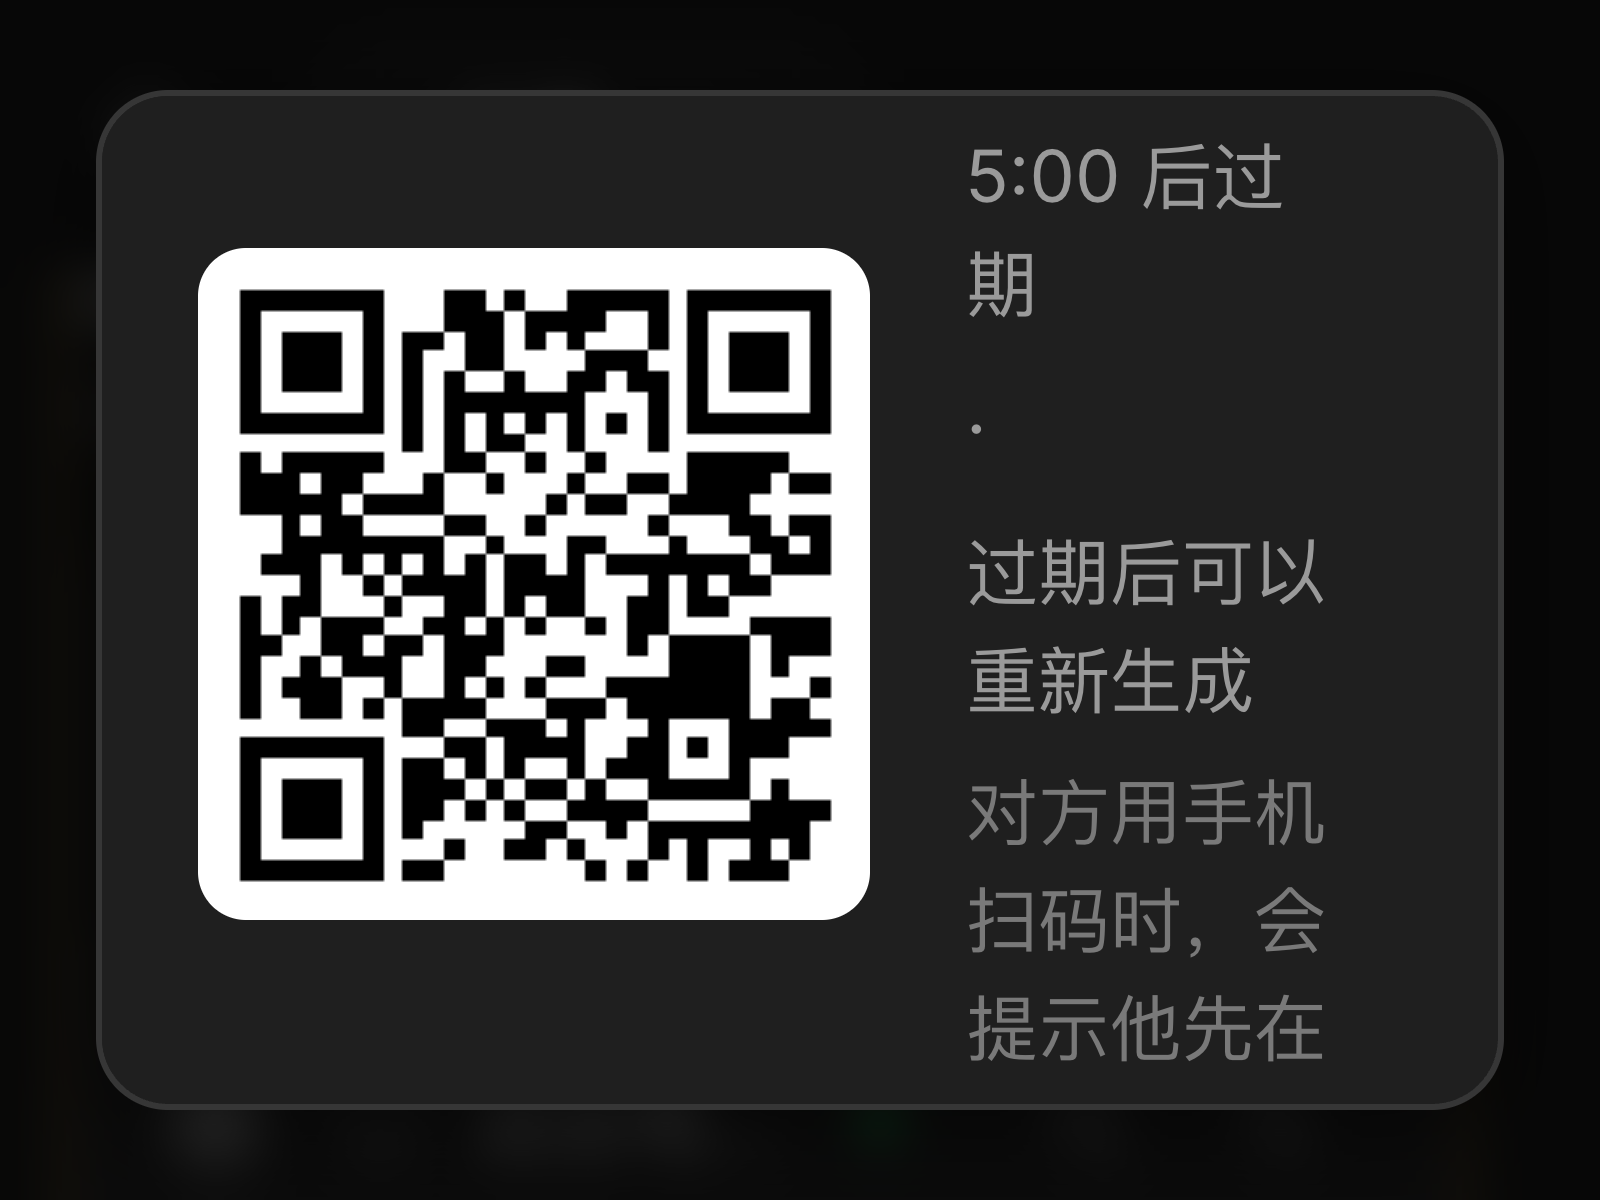 5:00 后过
期
·
过期后可以
重新生成
对方用手机
扫码时，会
提示他先在